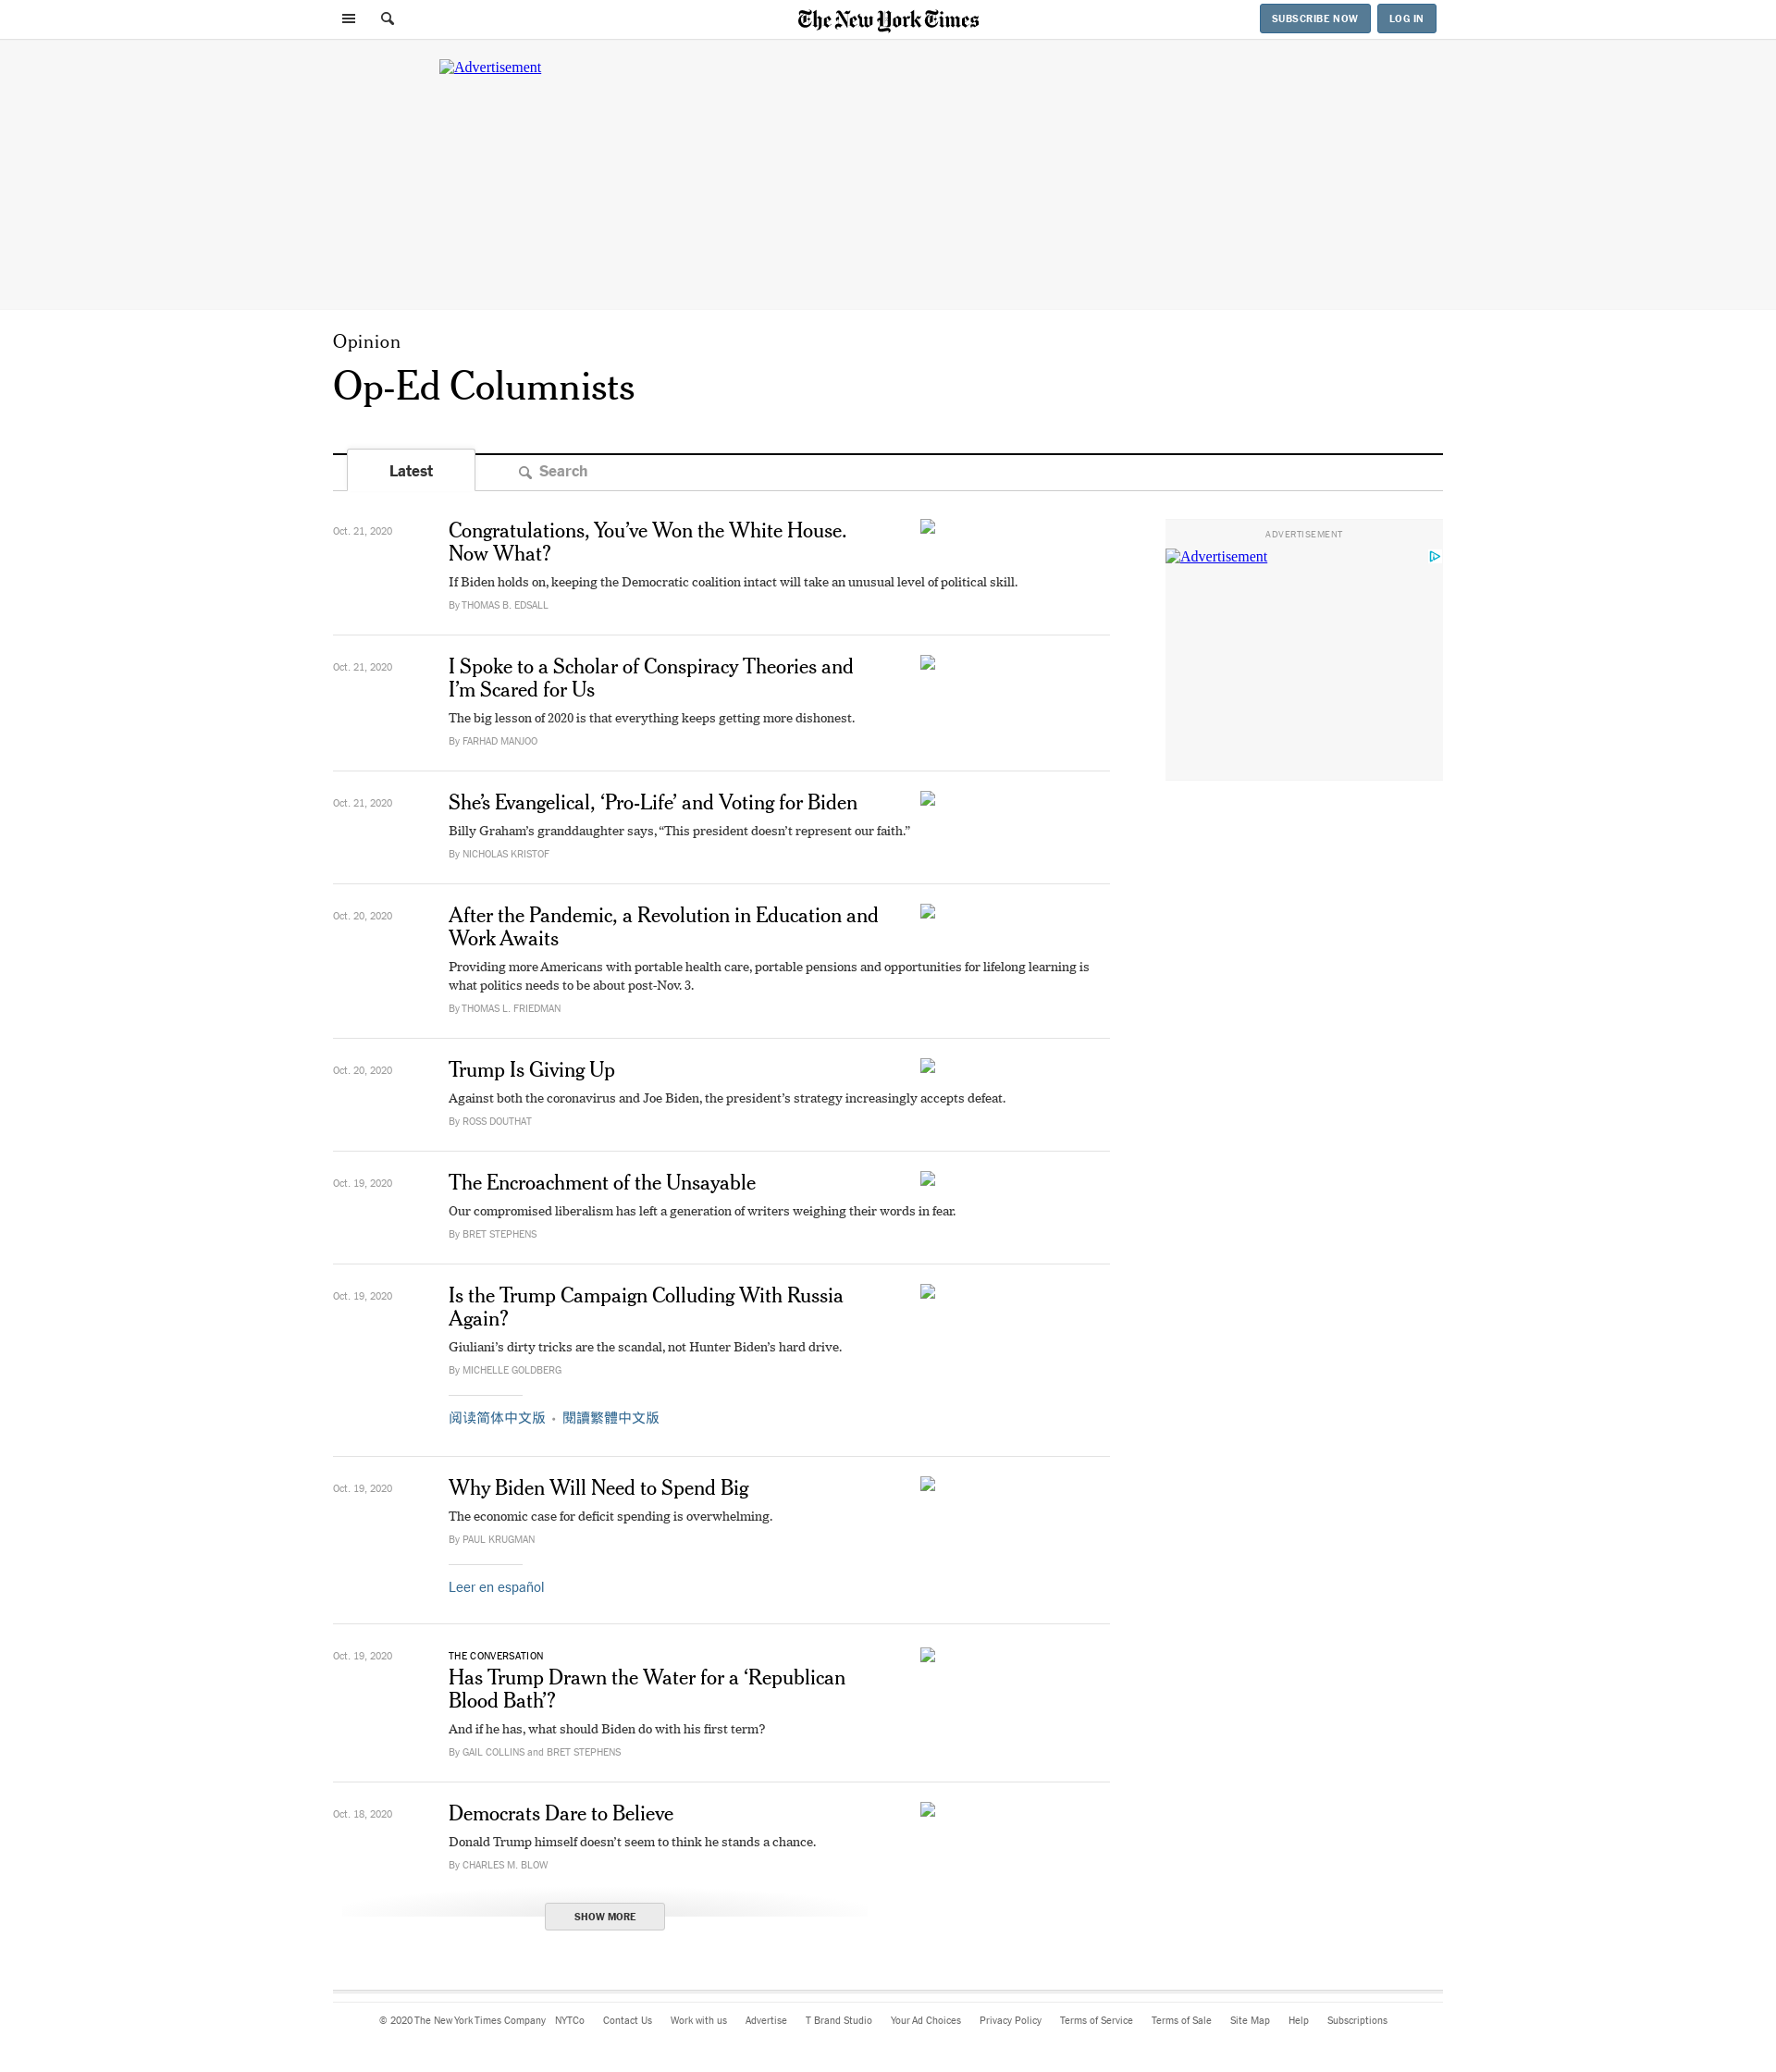 The New York Times
SUBSCRIBE NOW
LOG IN
Advertisement
Opinion
Op-Ed Columnists
Latest
Search
Oct. 21, 2020
Congratulations, You’ve Won the White House.
Now What?
If Biden holds on, keeping the Democratic coalition intact will take an unusual level of political skill.
By THOMAS B. EDSALL
ADVERTISEMENT
Advertisement
Oct. 21, 2020
I Spoke to a Scholar of Conspiracy Theories and
I’m Scared for Us
The big lesson of 2020 is that everything keeps getting more dishonest.
By FARHAD MANJOO
Oct. 21, 2020
She’s Evangelical, ‘Pro-Life’ and Voting for Biden
Billy Graham’s granddaughter says, “This president doesn’t represent our faith.”
By NICHOLAS KRISTOF
Oct. 20, 2020
After the Pandemic, a Revolution in Education and
Work Awaits
Providing more Americans with portable health care, portable pensions and opportunities for lifelong learning is
what politics needs to be about post-Nov. 3.
By THOMAS L. FRIEDMAN
Oct. 20, 2020
Trump Is Giving Up
Against both the coronavirus and Joe Biden, the president’s strategy increasingly accepts defeat.
By ROSS DOUTHAT
Oct. 19, 2020
The Encroachment of the Unsayable
Our compromised liberalism has left a generation of writers weighing their words in fear.
By BRET STEPHENS
Oct. 19, 2020
Is the Trump Campaign Colluding With Russia
Again?
Giuliani’s dirty tricks are the scandal, not Hunter Biden’s hard drive.
By MICHELLE GOLDBERG
阅读简体中文版 • 閱讀繁體中文版
Oct. 19, 2020
Why Biden Will Need to Spend Big
The economic case for deficit spending is overwhelming.
By PAUL KRUGMAN
Leer en español
Oct. 19, 2020
THE CONVERSATION
Has Trump Drawn the Water for a ‘Republican
Blood Bath’?
And if he has, what should Biden do with his first term?
By GAIL COLLINS and BRET STEPHENS
Oct. 18, 2020
Democrats Dare to Believe
Donald Trump himself doesn’t seem to think he stands a chance.
By CHARLES M. BLOW
SHOW MORE
© 2020 The New York Times Company NYTCo Contact Us Work with us Advertise T Brand Studio Your Ad Choices Privacy Policy Terms of Service Terms of Sale Site Map Help Subscriptions